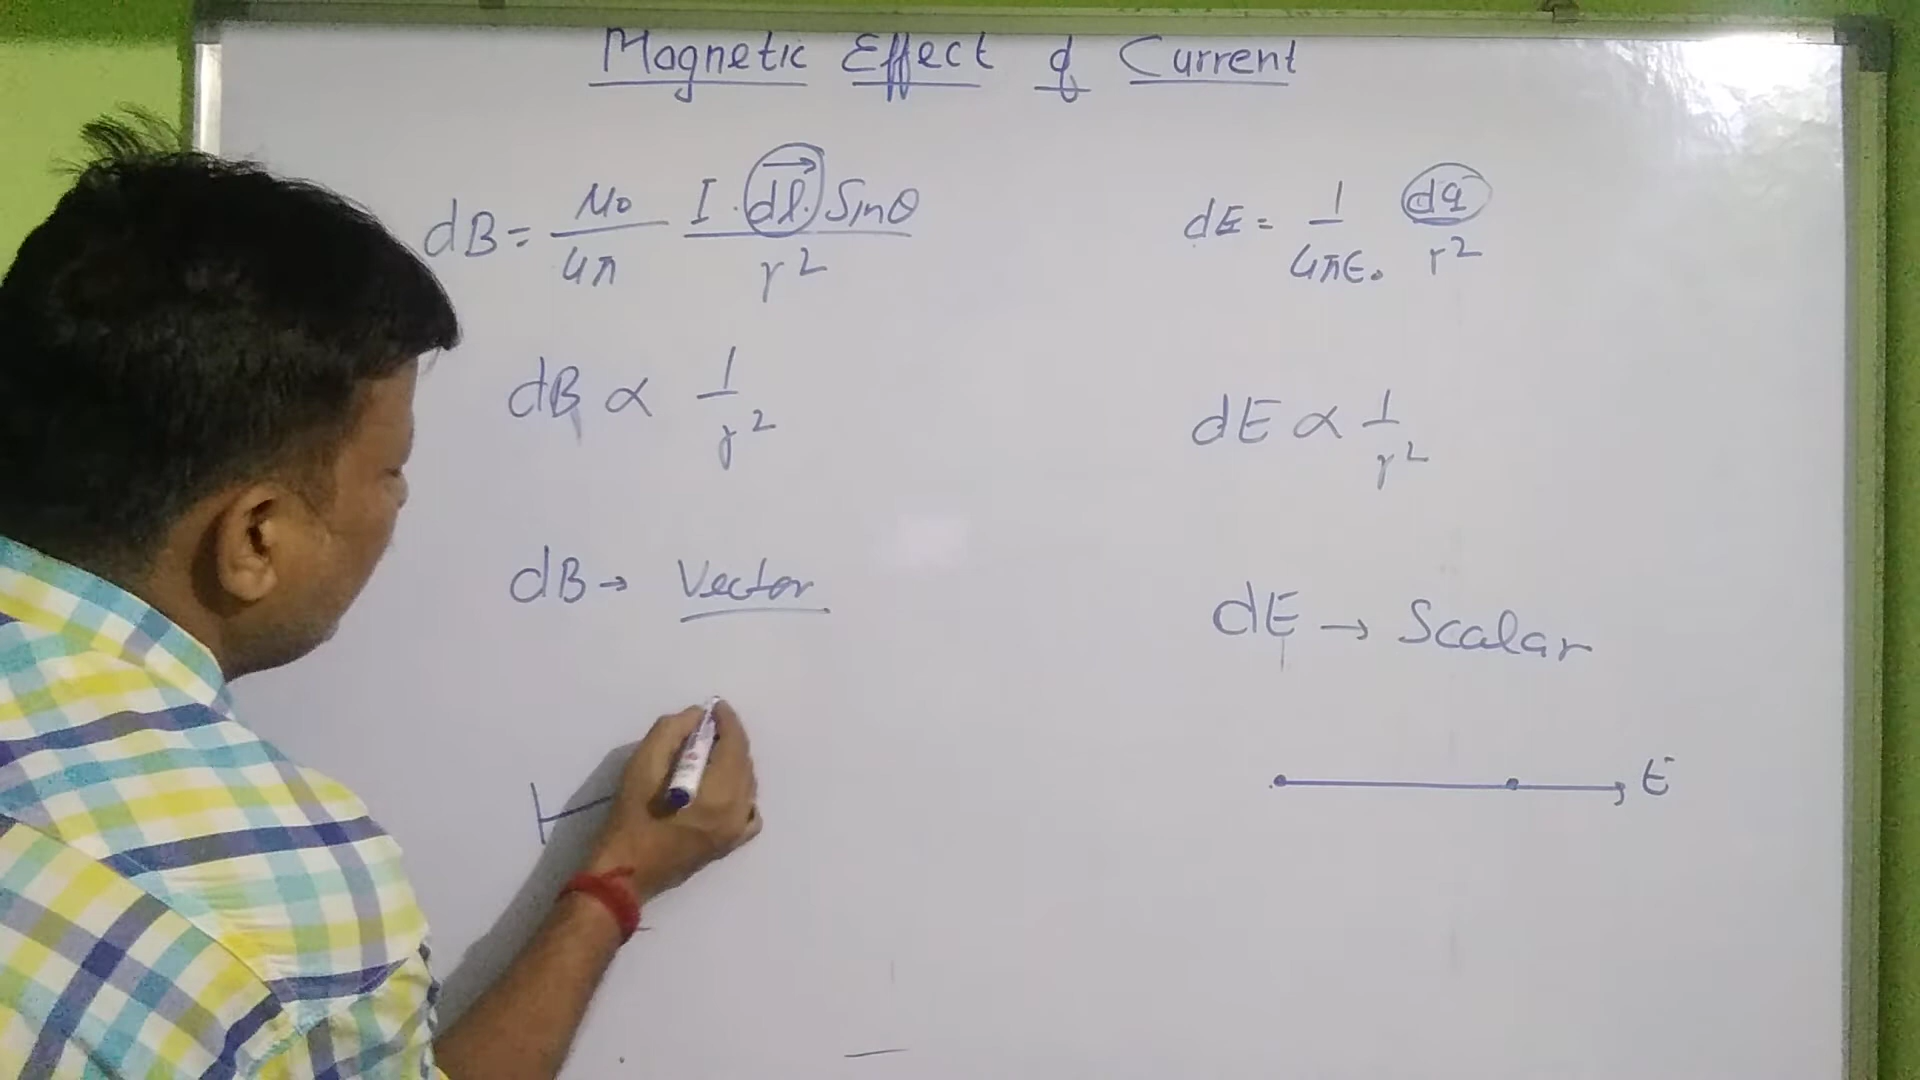 Magnetic Effect of Current
dB = μ0/4π I.dl.Sinθ/r²
dE = 1/4πε0 dq/r²
dB ∝ 1/r²
dE ∝ 1/r²
dB → Vector
dE → Scalar
E